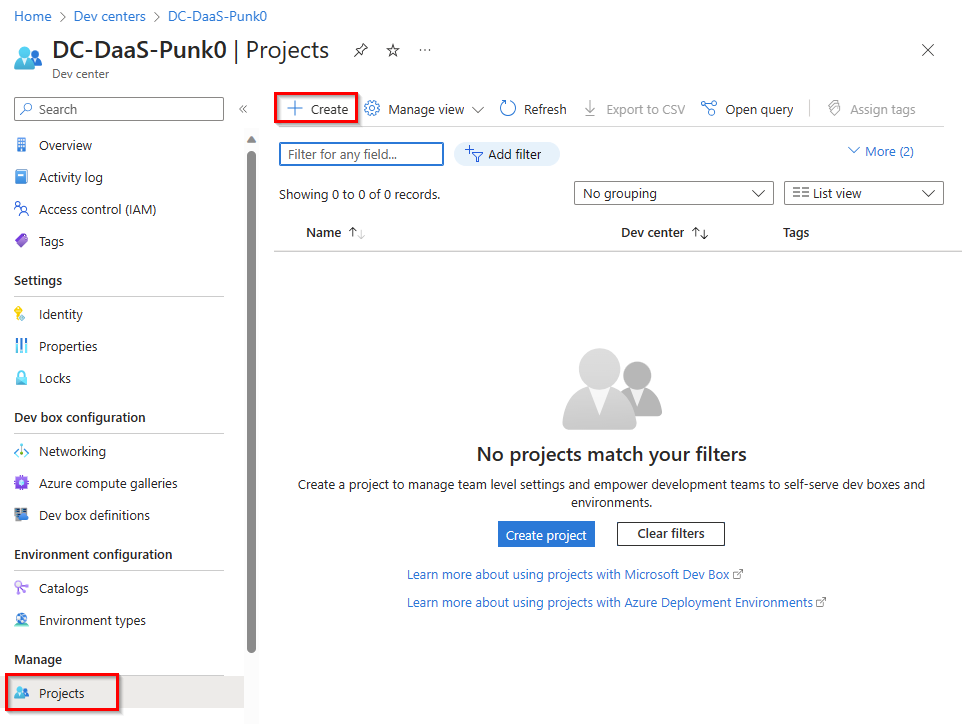 Home > Dev centers > DC-DaaS-Punk0
DC-DaaS-Punk0 | Projects
Dev center
Search
Overview
Activity log
Access control (IAM)
Tags
Settings
Identity
Properties
Locks
Dev box configuration
Networking
Azure compute galleries
Dev box definitions
Environment configuration
Catalogs
Environment types
Manage
Projects
Create Manage view Refresh Export to CSV Open query Assign tags
Filter for any field... Add filter More (2)
Showing 0 to 0 of 0 records. No grouping List view
Name Dev center Tags
No projects match your filters
Create a project to manage team level settings and empower development teams to self-serve dev boxes and
environments.
Create project Clear filters
Learn more about using projects with Microsoft Dev Box
Learn more about using projects with Azure Deployment Environments